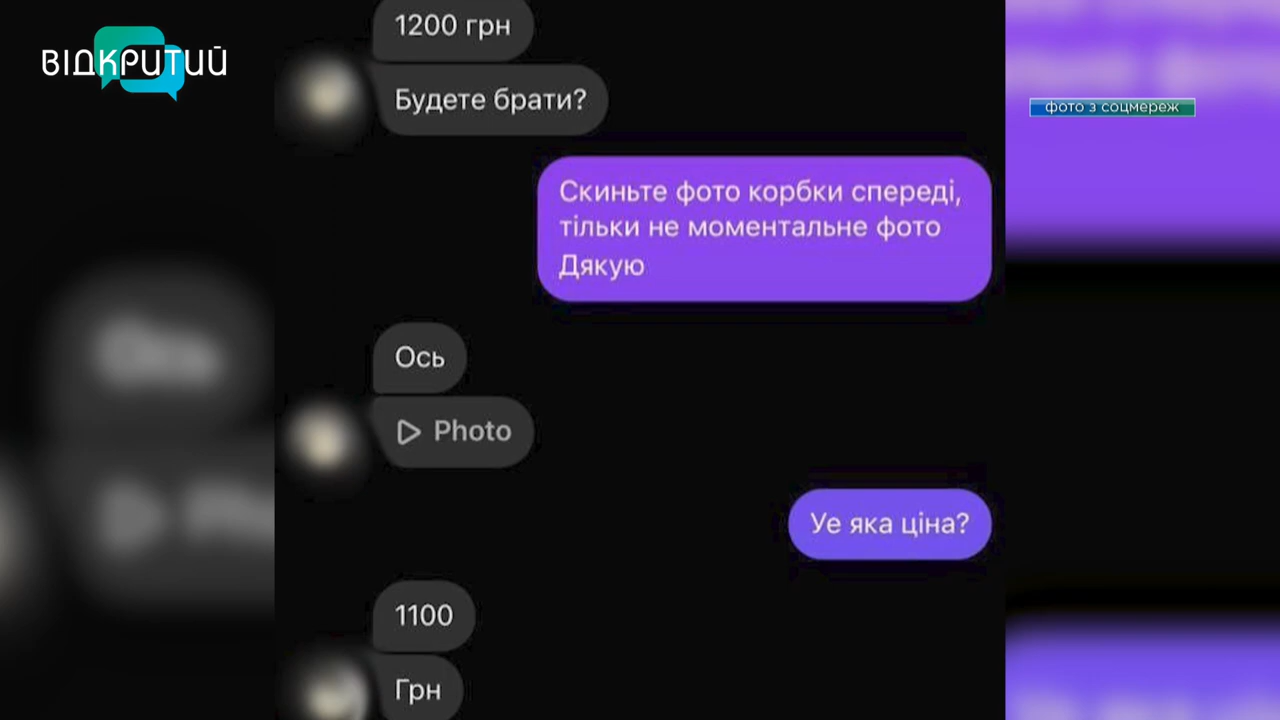 ВІДКРИТИЙ
фото з соцмереж
1200 грн
Будете брати?
Скиньте фото корбки спереді,
тільки не моментальне фото
Дякую
Ось
Photo
Уе яка ціна?
1100
Грн